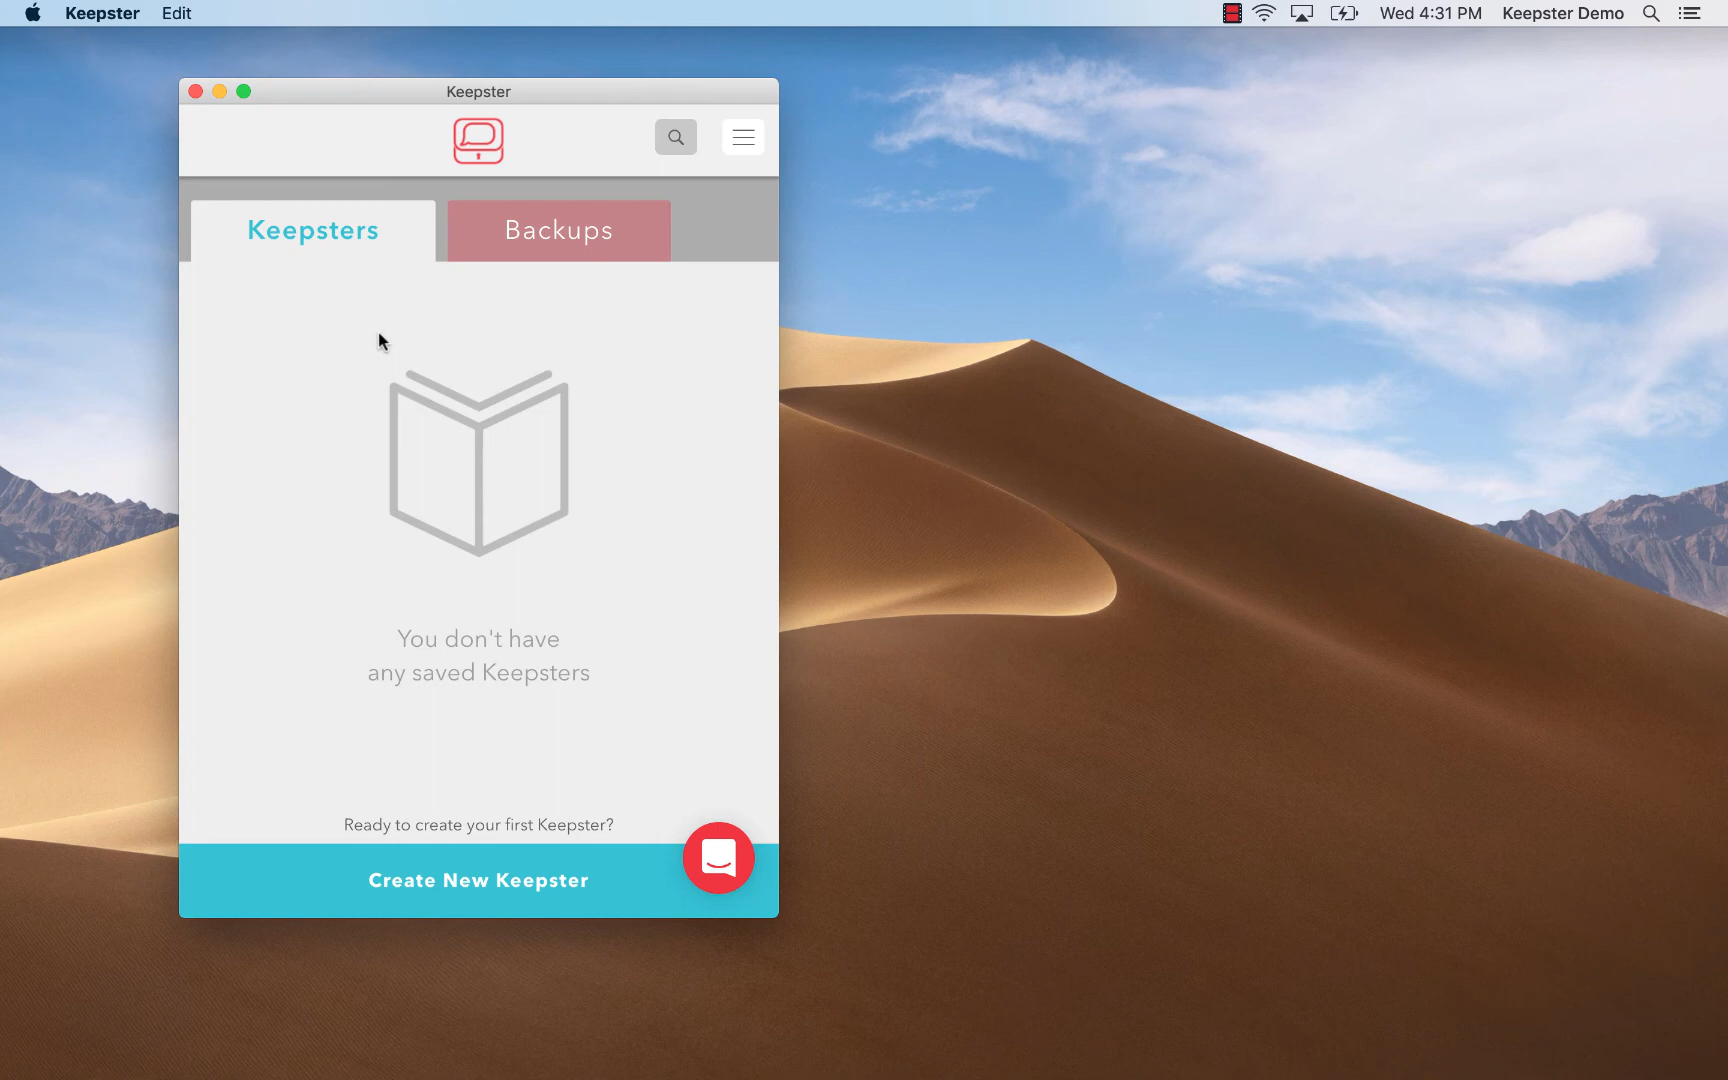 Keepster Edit Wed 4:31 PM Keepster Demo
Keepster
Keepsters Backups
You don't have
any saved Keepsters
Ready to create your first Keepster?
Create New Keepster